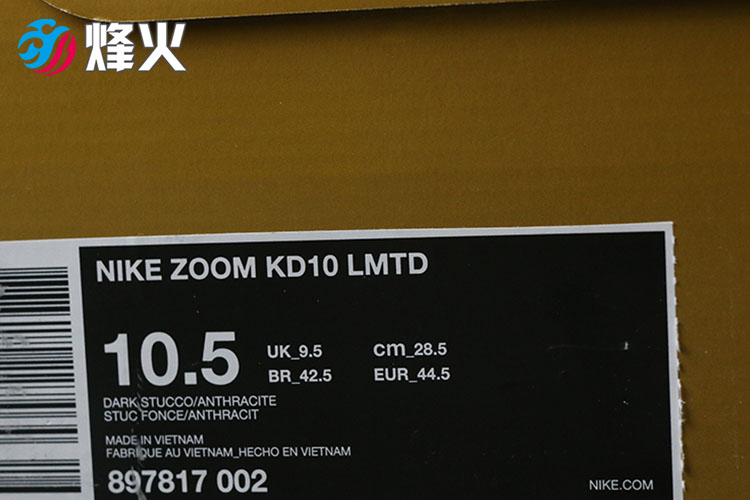 烽火
NIKE ZOOM KD10 LMTD
10.5
UK_9.5 cm_28.5
BR_42.5 EUR_44.5
DARK STUCCO/ANTHRACITE
STUC FONCE/ANTHRACIT
MADE IN VIETNAM
FABRIQUE AU VIETNAM_HECHO EN VIETNAM
897817 002
NIKE.COM